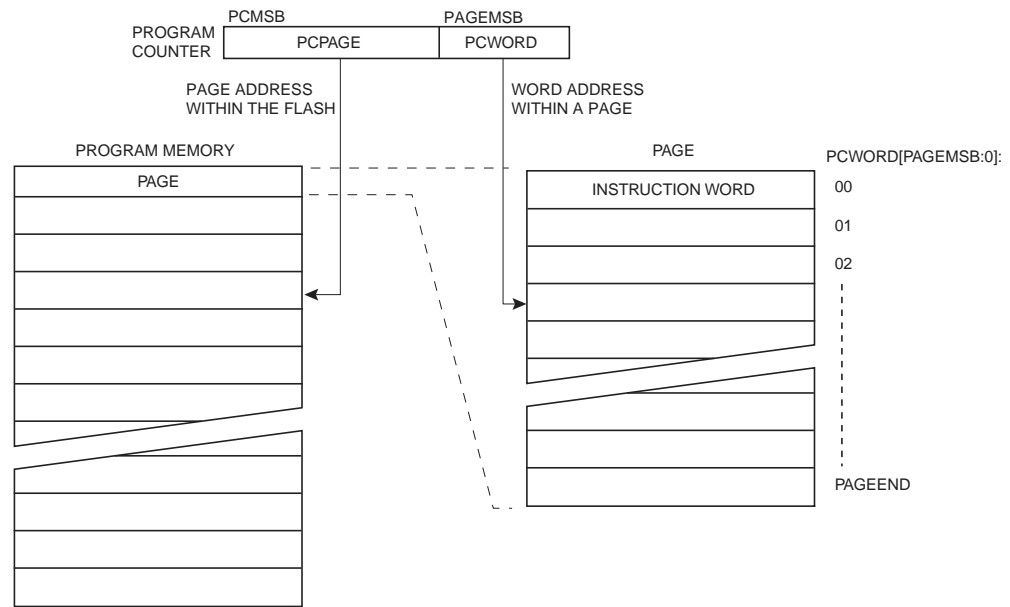 PCMSB PAGEMSB
PROGRAM
COUNTER
PCPAGE PCWORD
PAGE ADDRESS
WITHIN THE FLASH
WORD ADDRESS
WITHIN A PAGE
PROGRAM MEMORY
PAGE
PAGE
PCWORD[PAGEMSB:0]:
INSTRUCTION WORD
00
01
02
PAGEEND